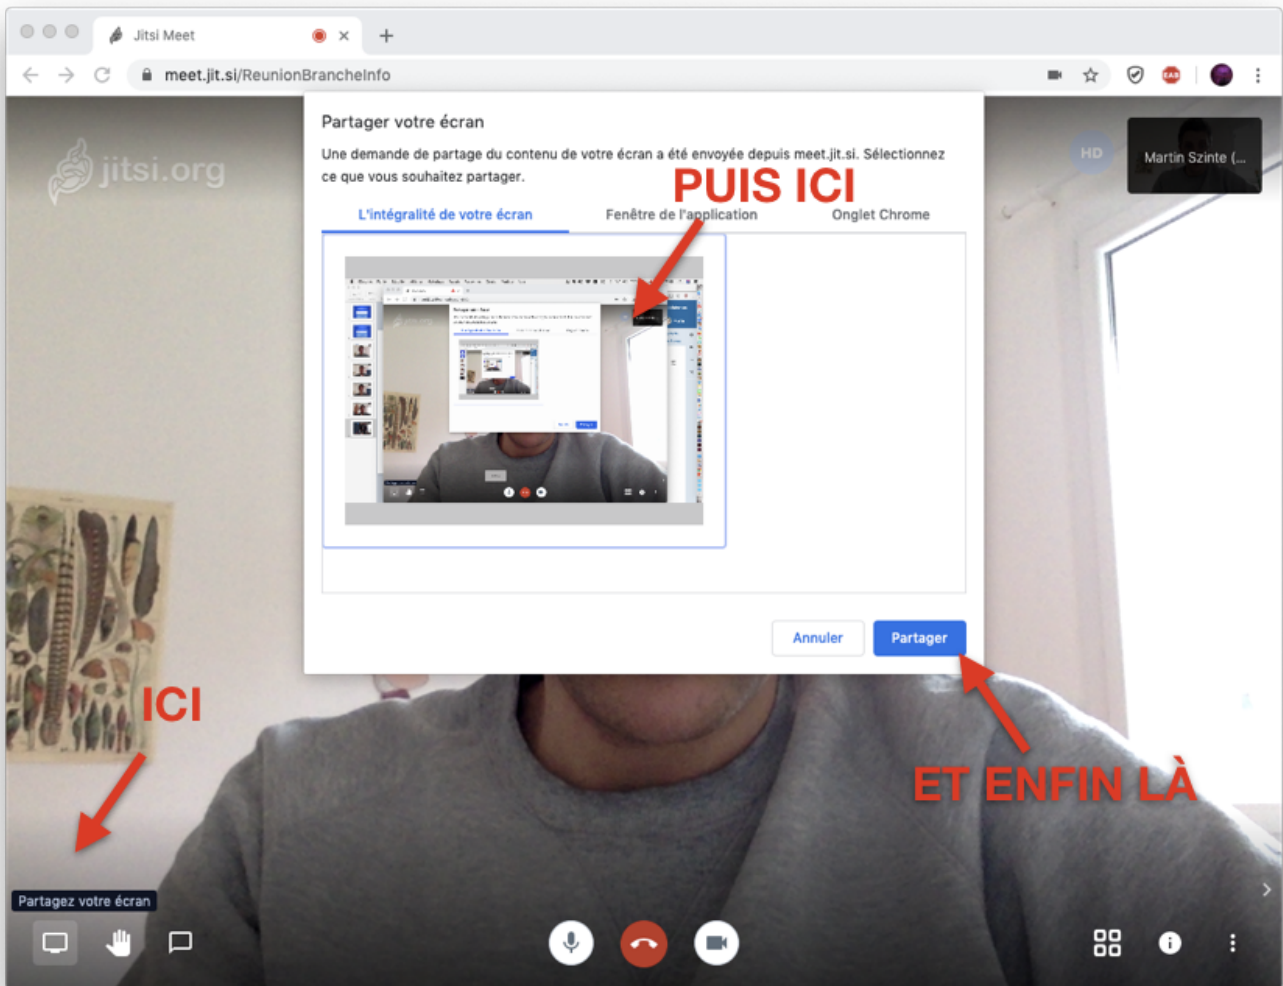 Jitsi Meet
meet.jit.si/ReunionBrancheInfo
EAB
jitsi.org
HD
Martin Szinte (...
Partager votre écran
Une demande de partage du contenu de votre écran a été envoyée depuis meet.jit.si. Sélectionnez
ce que vous souhaitez partager.
PUIS ICI
L'intégralité de votre écran
Fenêtre de l'application
Onglet Chrome
Annuler
Partager
ICI
ET ENFIN LÀ
Partagez votre écran